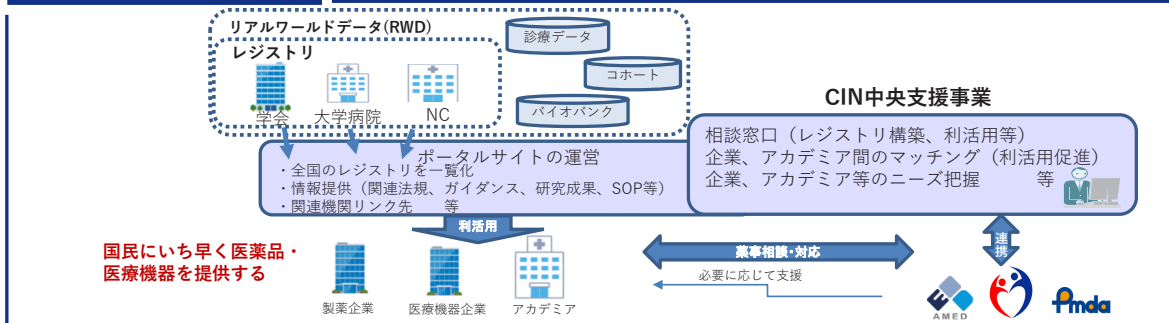 リアルワールドデータ(RWD)
レジストリ
学会
大学病院
NC
診療データ
コホート
バイオバンク
CIN中央支援事業
相談窓口（レジストリ構築、利活用等）
企業、アカデミア間のマッチング（利活用促進）
企業、アカデミア等のニーズ把握　　　等
ポータルサイトの運営
・全国のレジストリを一覧化
・情報提供（関連法規、ガイダンス、研究成果、SOP等）
・関連機関リンク先　　等
利活用
国民にいち早く医薬品・
医療機器を提供する
製薬企業
医療機器企業
アカデミア
薬事相談・対応
必要に応じて支援
連携
AMED
Pmda